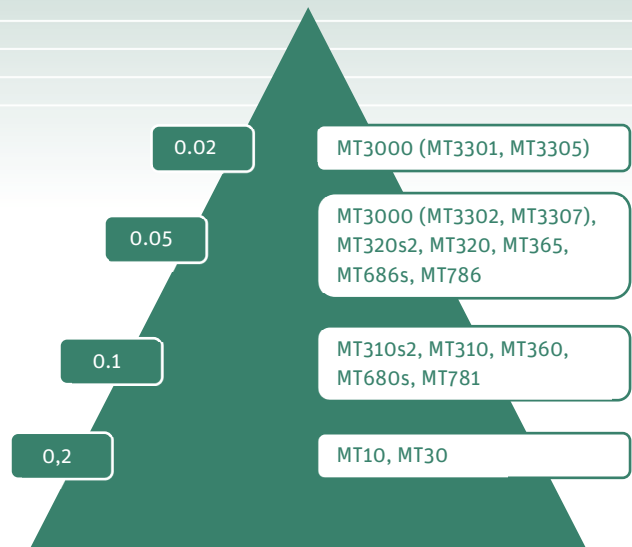 0.02
MT3000 (MT3301, MT3305)
0.05
MT3000 (MT3302, MT3307),
MT320s2, MT320, MT365,
MT686s, MT786
0.1
MT310s2, MT310, MT360,
MT680s, MT781
0,2
MT10, MT30